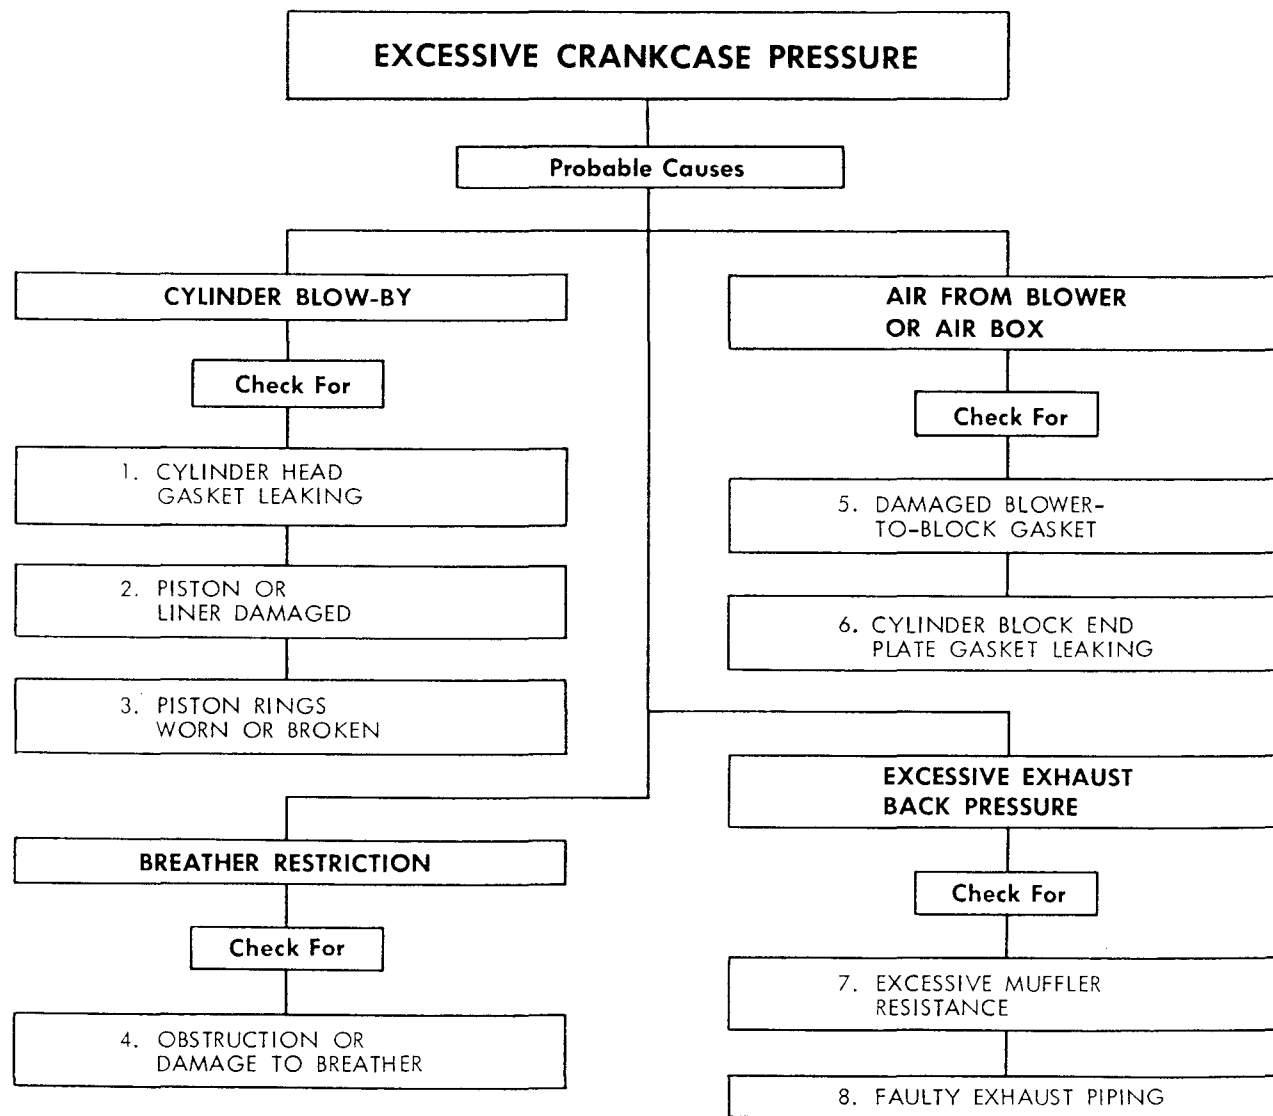 EXCESSIVE CRANKCASE PRESSURE
Probable Causes
CYLINDER BLOW-BY
Check For
1. CYLINDER HEAD
GASKET LEAKING
2. PISTON OR
LINER DAMAGED
3. PISTON RINGS
WORN OR BROKEN
BREATHER RESTRICTION
Check For
4. OBSTRUCTION OR
DAMAGE TO BREATHER
AIR FROM BLOWER
OR AIR BOX
Check For
5. DAMAGED BLOWER-
TO-BLOCK GASKET
6. CYLINDER BLOCK END
PLATE GASKET LEAKING
EXCESSIVE EXHAUST
BACK PRESSURE
Check For
7. EXCESSIVE MUFFLER
RESISTANCE
8. FAULTY EXHAUST PIPING